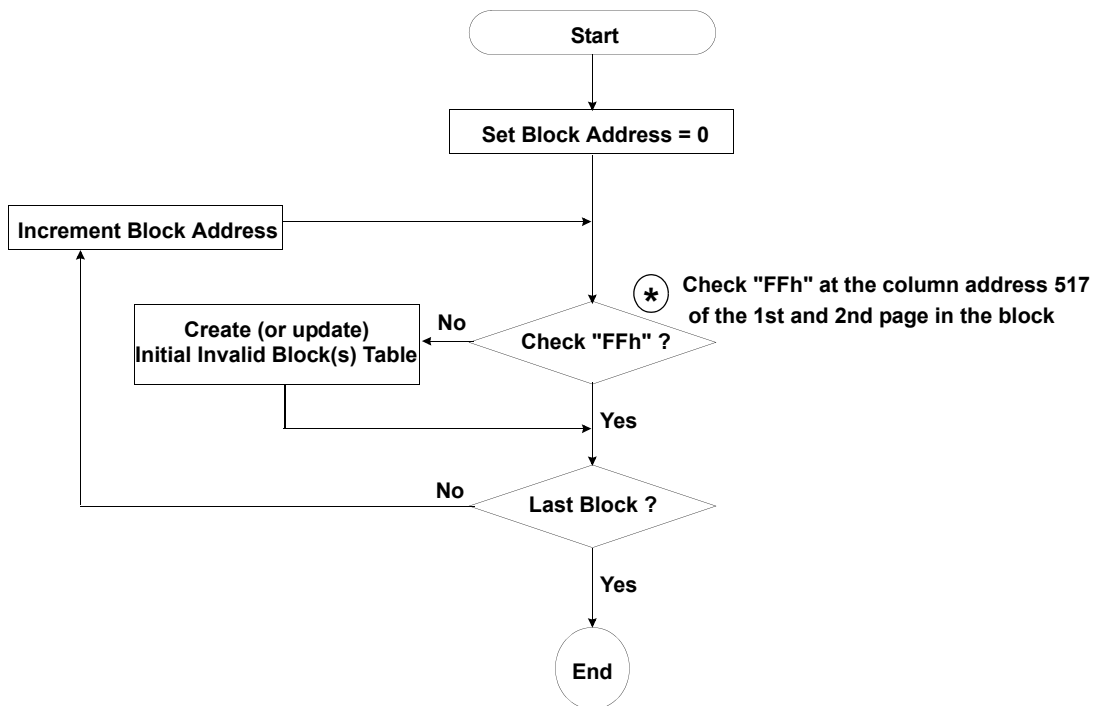 Start
Set Block Address = 0
Increment Block Address
* Check "FFh" at the column address 517
of the 1st and 2nd page in the block
Create (or update)
Initial Invalid Block(s) Table
No
Check "FFh" ?
Yes
No
Last Block ?
Yes
End